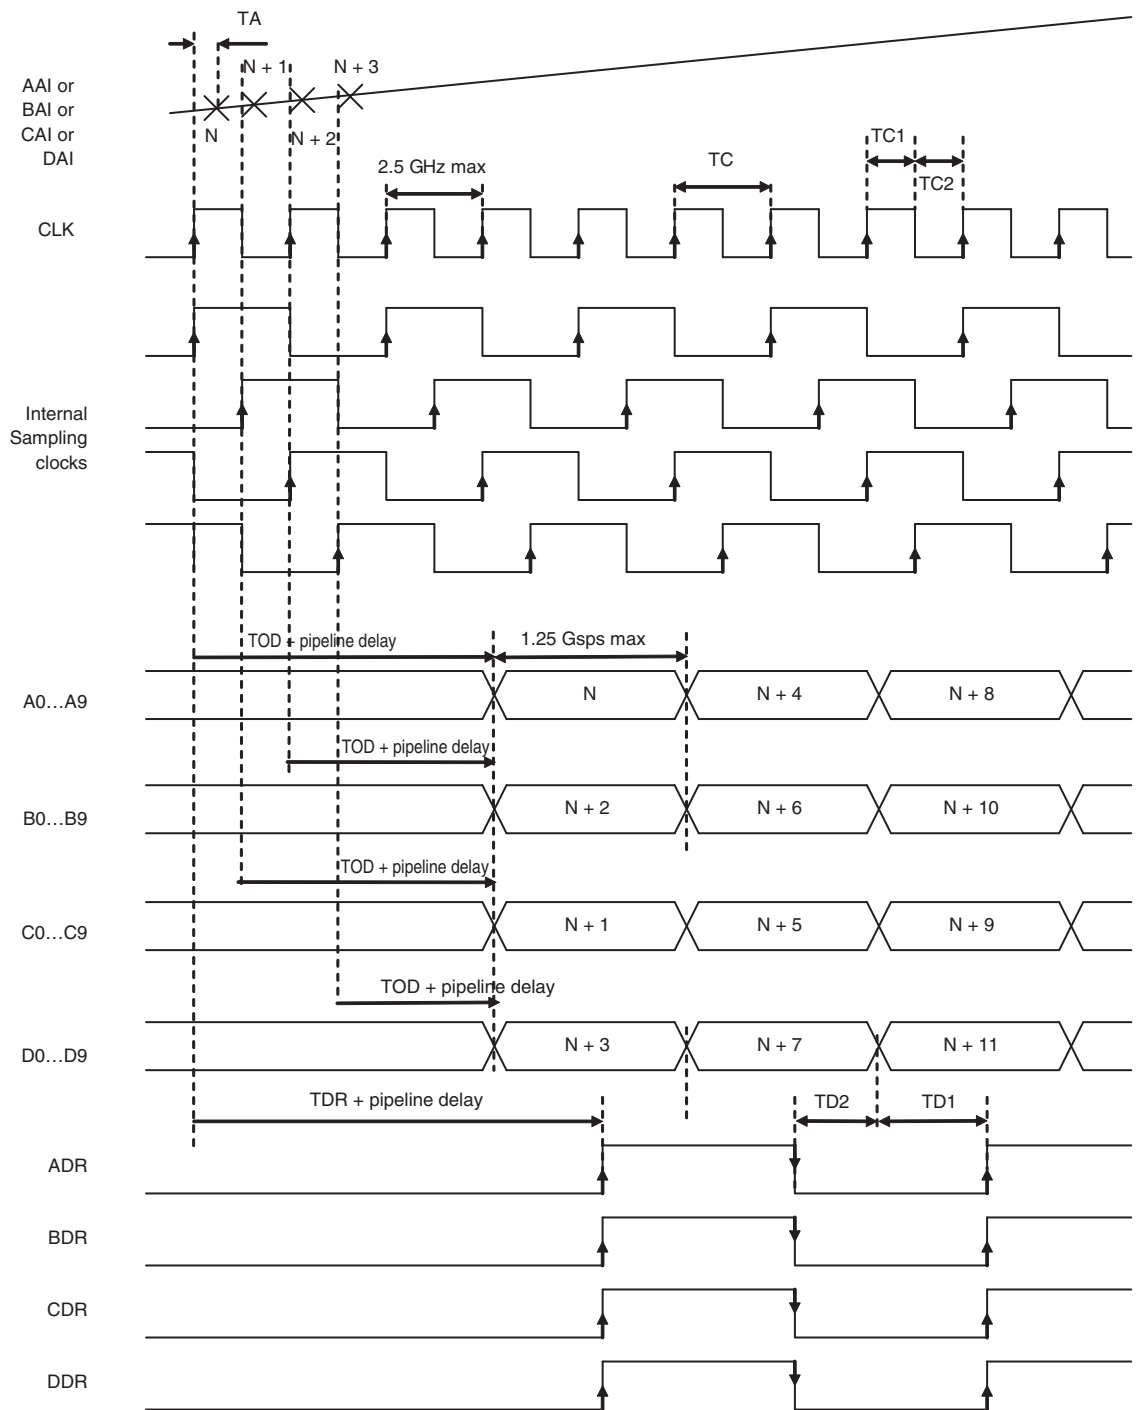 TA
N + 1
N + 3
AAI or
BAI or
CAI or
DAI
N
N + 2
2.5 GHz max
TC
TC1
TC2
CLK
Internal
Sampling
clocks
TOD + pipeline delay
1.25 Gsps max
A0...A9
N
N + 4
N + 8
TOD + pipeline delay
B0...B9
N + 2
N + 6
N + 10
TOD + pipeline delay
C0...C9
N + 1
N + 5
N + 9
TOD + pipeline delay
D0...D9
N + 3
N + 7
N + 11
TDR + pipeline delay
TD2
TD1
ADR
BDR
CDR
DDR